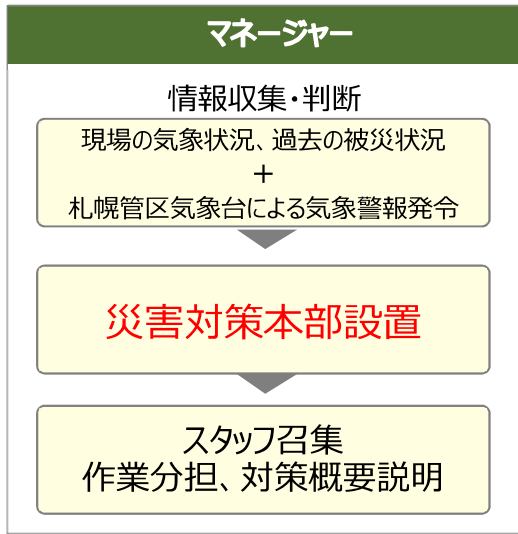 マネージャー
情報収集・判断
現場の気象状況、過去の被災状況
+
札幌管区気象台による気象警報発令
災害対策本部設置
スタッフ召集
作業分担、対策概要説明